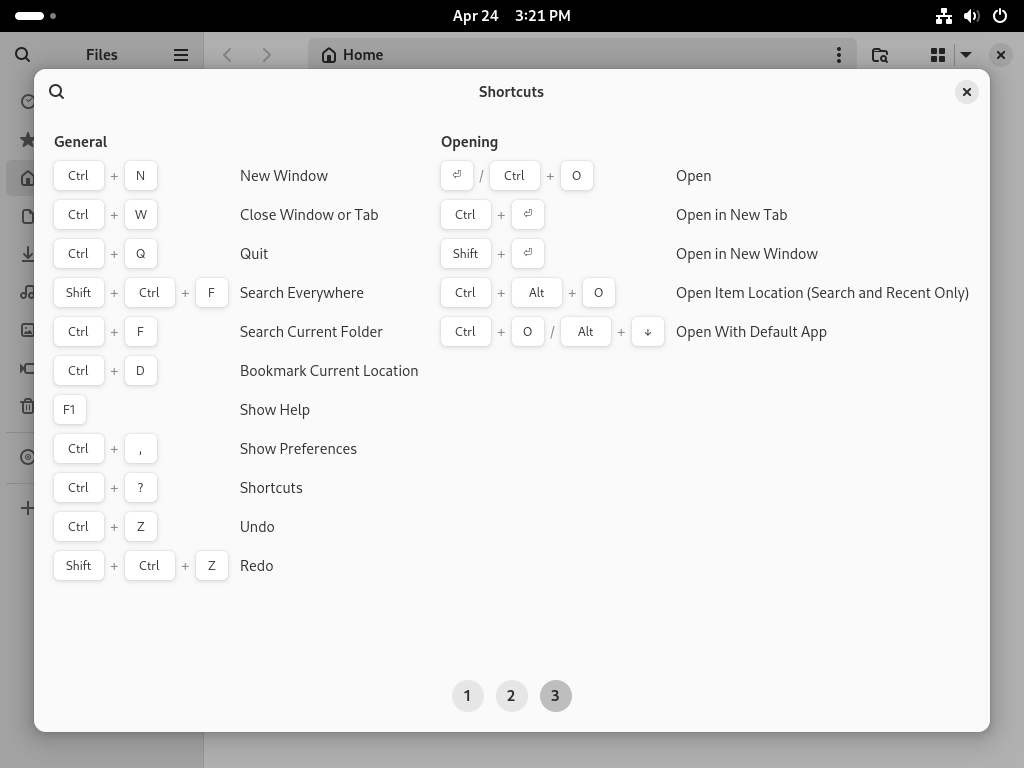 Apr 24 3:21 PM
Files
Home
Shortcuts
General
Ctrl + N New Window
Ctrl + W Close Window or Tab
Ctrl + Q Quit
Shift + Ctrl + F Search Everywhere
Ctrl + F Search Current Folder
Ctrl + D Bookmark Current Location
F1 Show Help
Ctrl + , Show Preferences
Ctrl + ? Shortcuts
Ctrl + Z Undo
Shift + Ctrl + Z Redo
Opening
⏎ / Ctrl + O Open
Ctrl + ⏎ Open in New Tab
Shift + ⏎ Open in New Window
Ctrl + Alt + O Open Item Location (Search and Recent Only)
Ctrl + O / Alt + ↓ Open With Default App
1 2 3